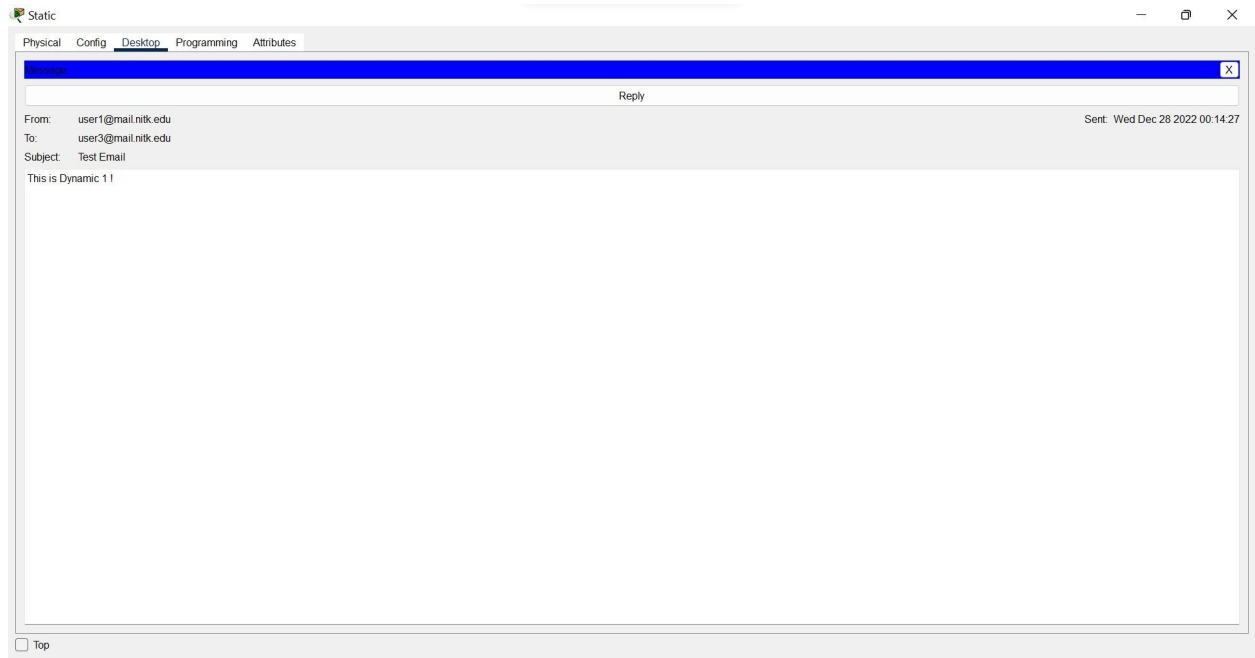 Static
Physical Config Desktop Programming Attributes
Message
X
Reply
From: user1@mail.nitk.edu Sent: Wed Dec 28 2022 00:14:27
To: user3@mail.nitk.edu
Subject: Test Email
This is Dynamic 1 !
Top